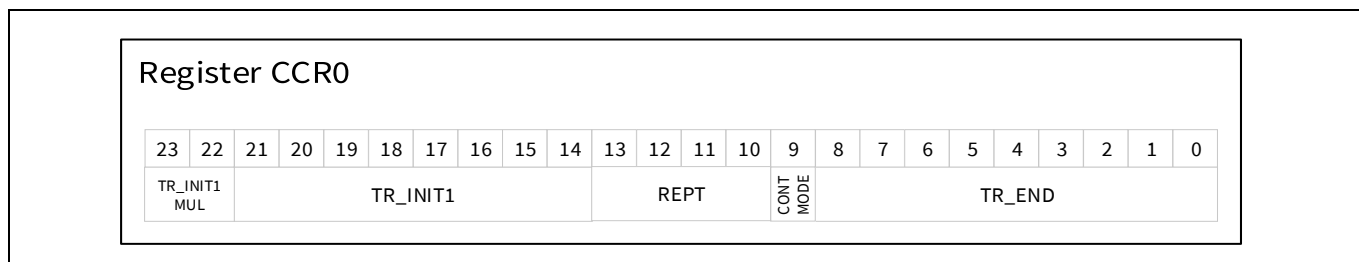 Register CCR0
23 22 21 20 19 18 17 16 15 14 13 12 11 10 9 8 7 6 5 4 3 2 1 0
TR_INIT1
MUL
TR_INIT1
REPT
CONT
MODE
TR_END